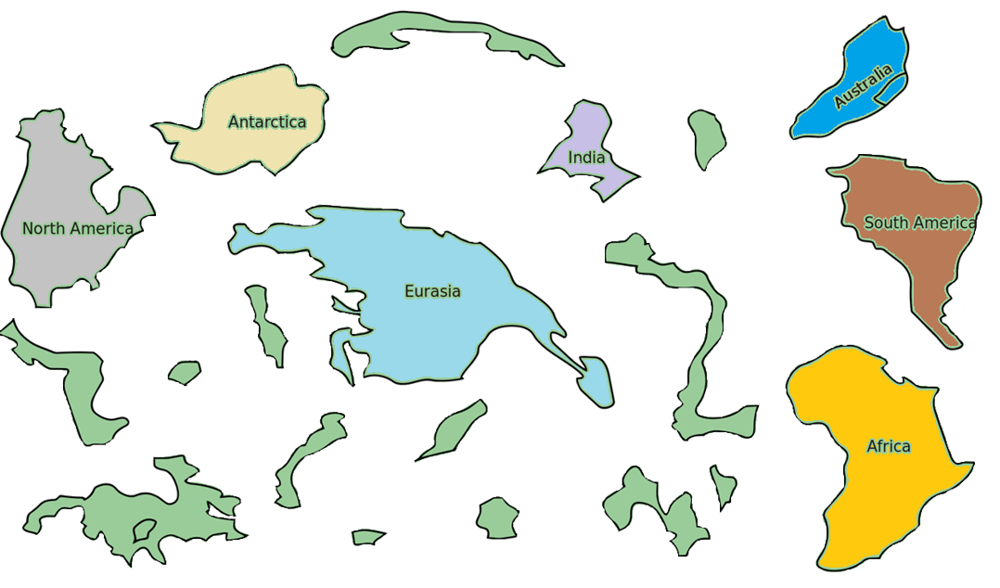 Australia
Antarctica
India
North America
South America
Eurasia
Africa